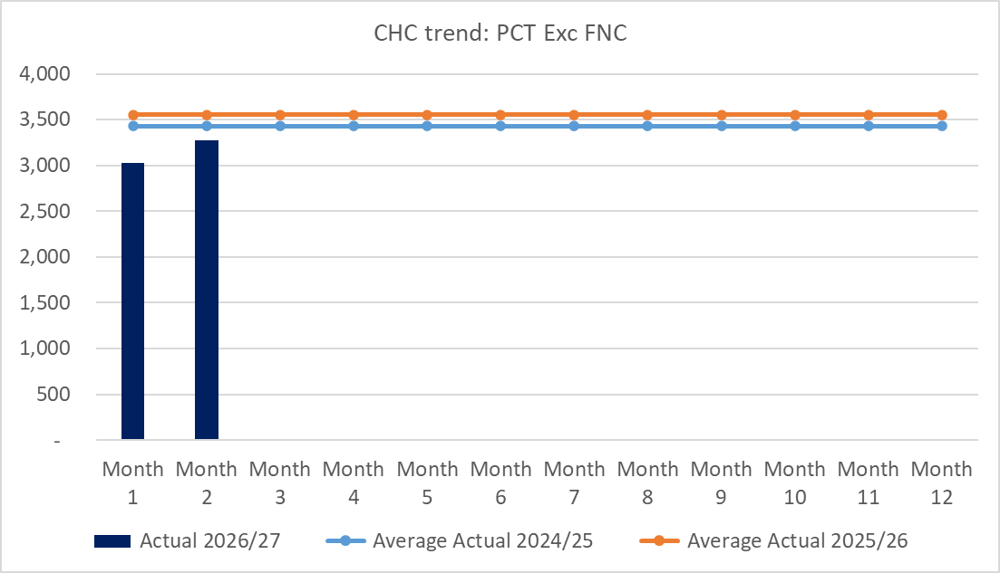 CHC trend: PCT Exc FNC
4,000
3,500
3,000
2,500
2,000
1,500
1,000
500
-
Month Month Month Month Month Month Month Month Month Month Month Month
1 2 3 4 5 6 7 8 9 10 11 12
Actual 2026/27 Average Actual 2024/25 Average Actual 2025/26